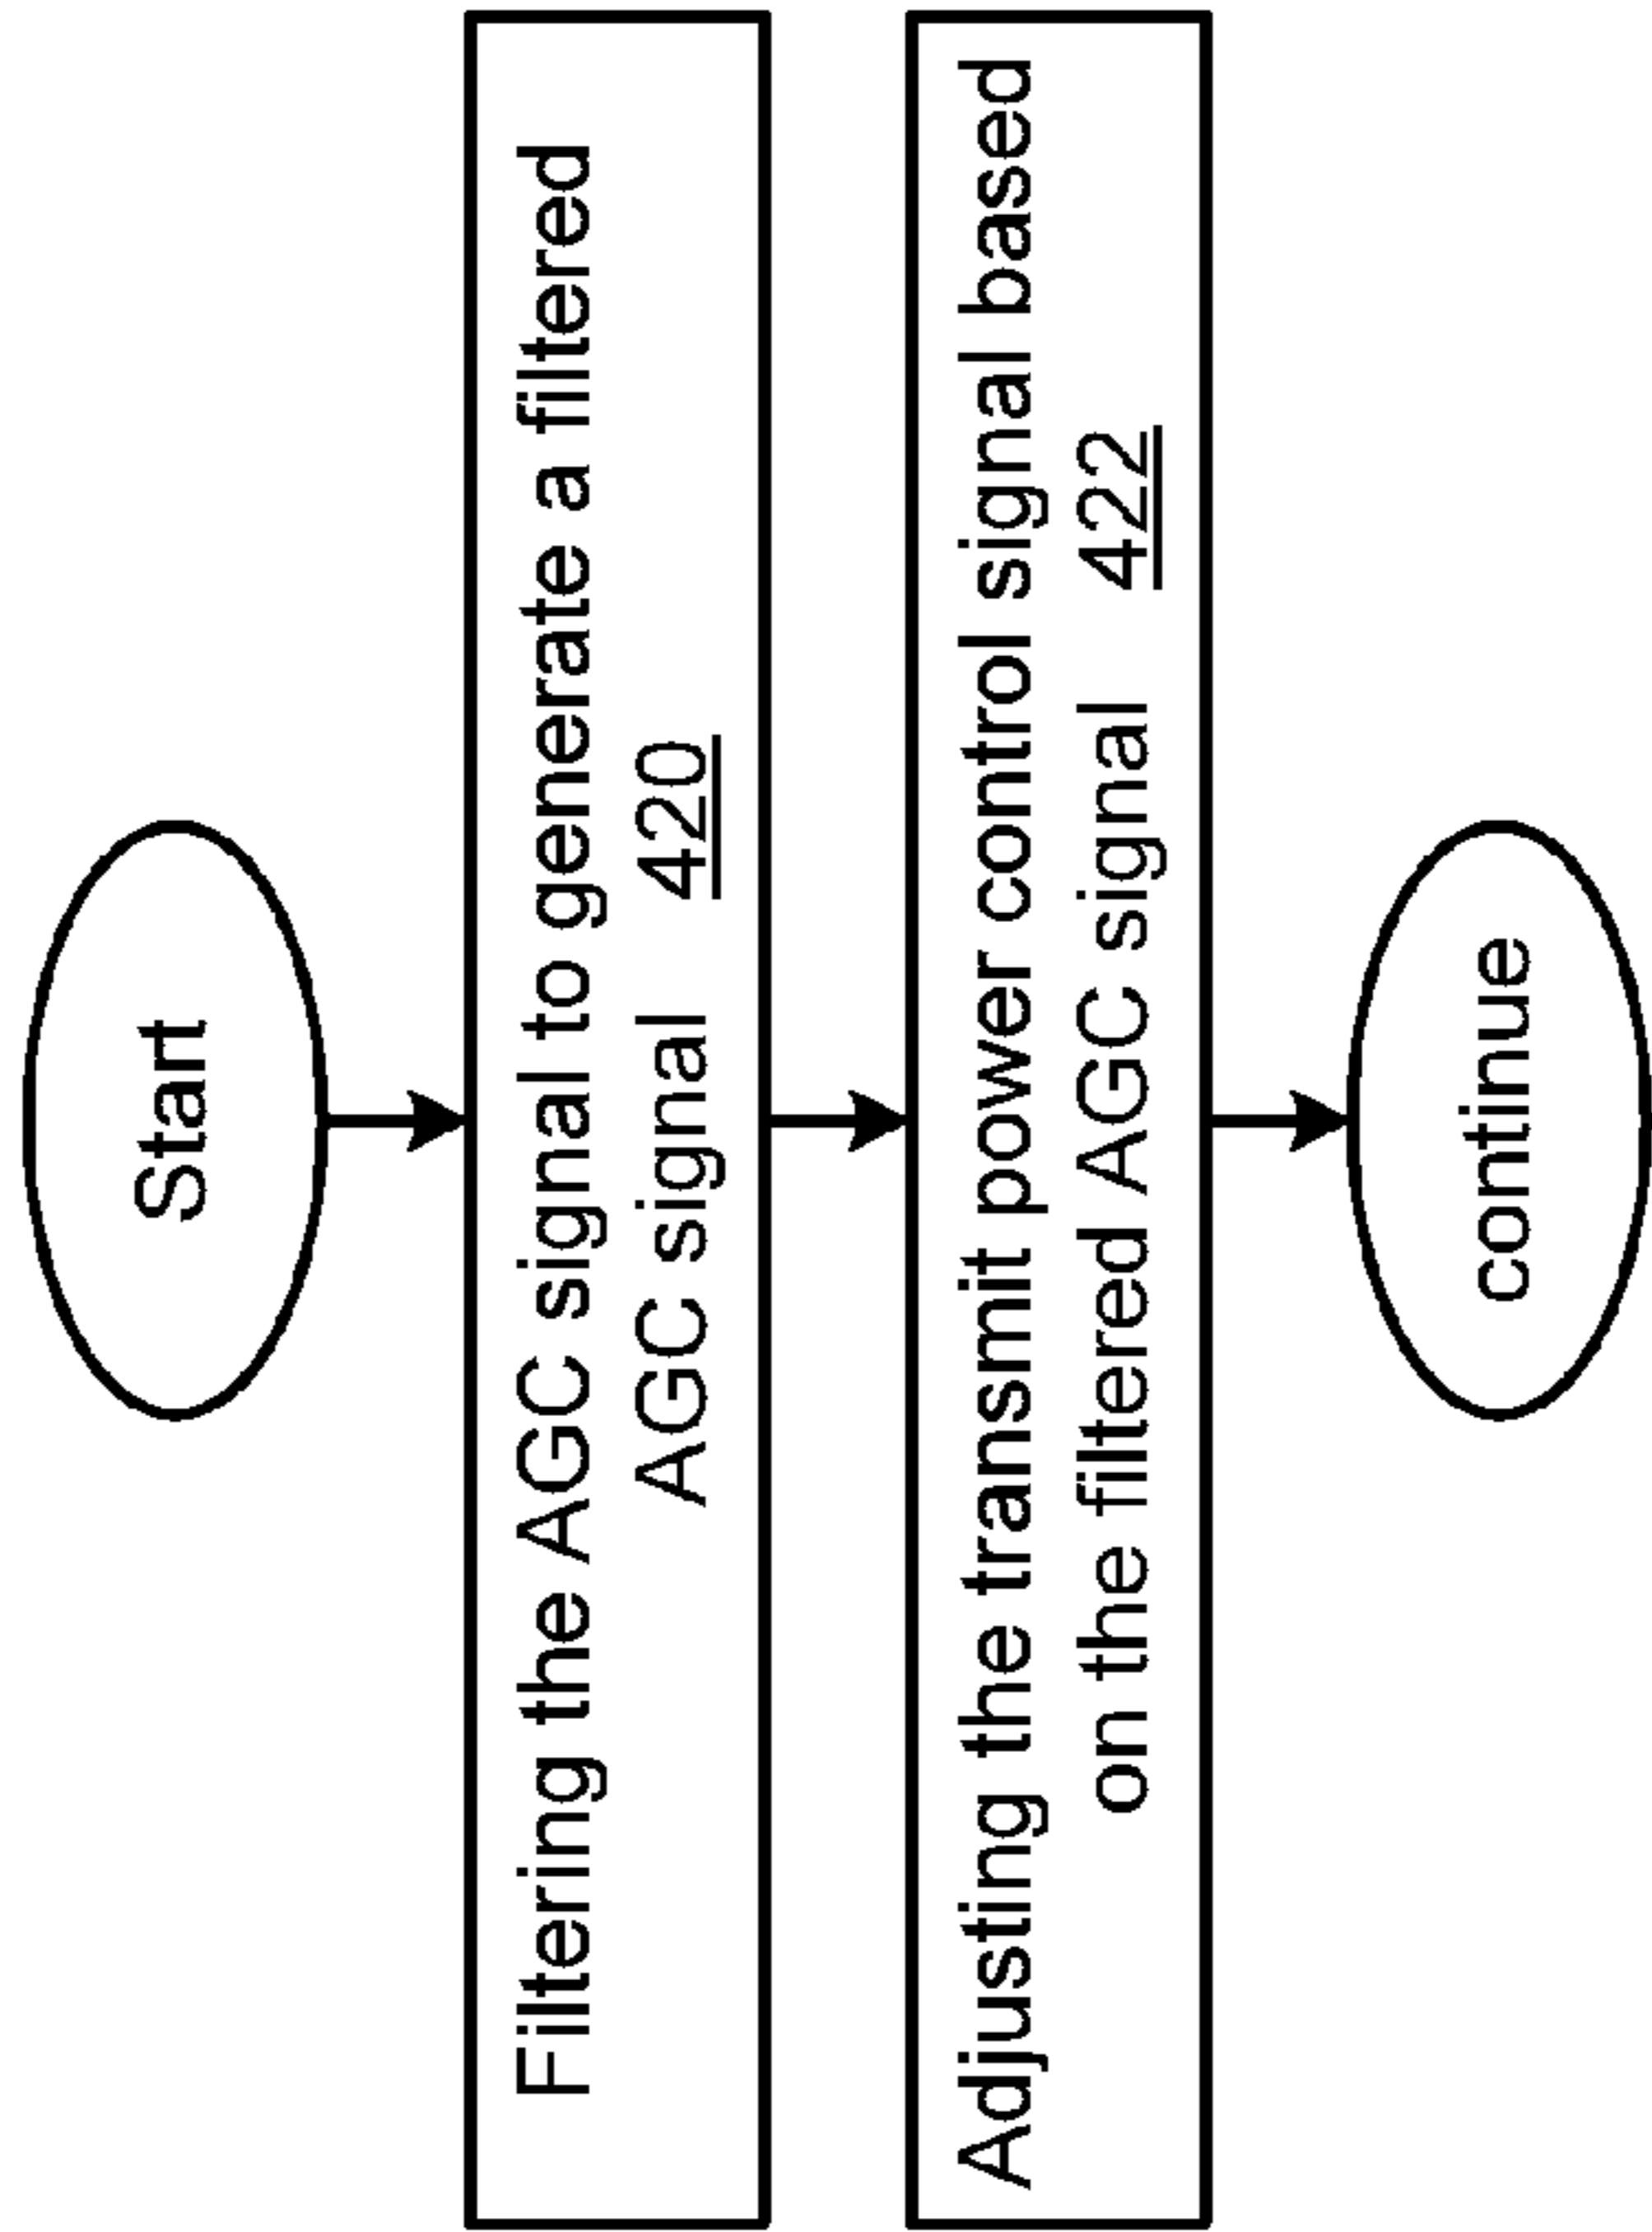 Start
Filtering the AGC signal to generate a filtered
AGC signal 420
Adjusting the transmit power control signal based
on the filtered AGC signal 422
continue